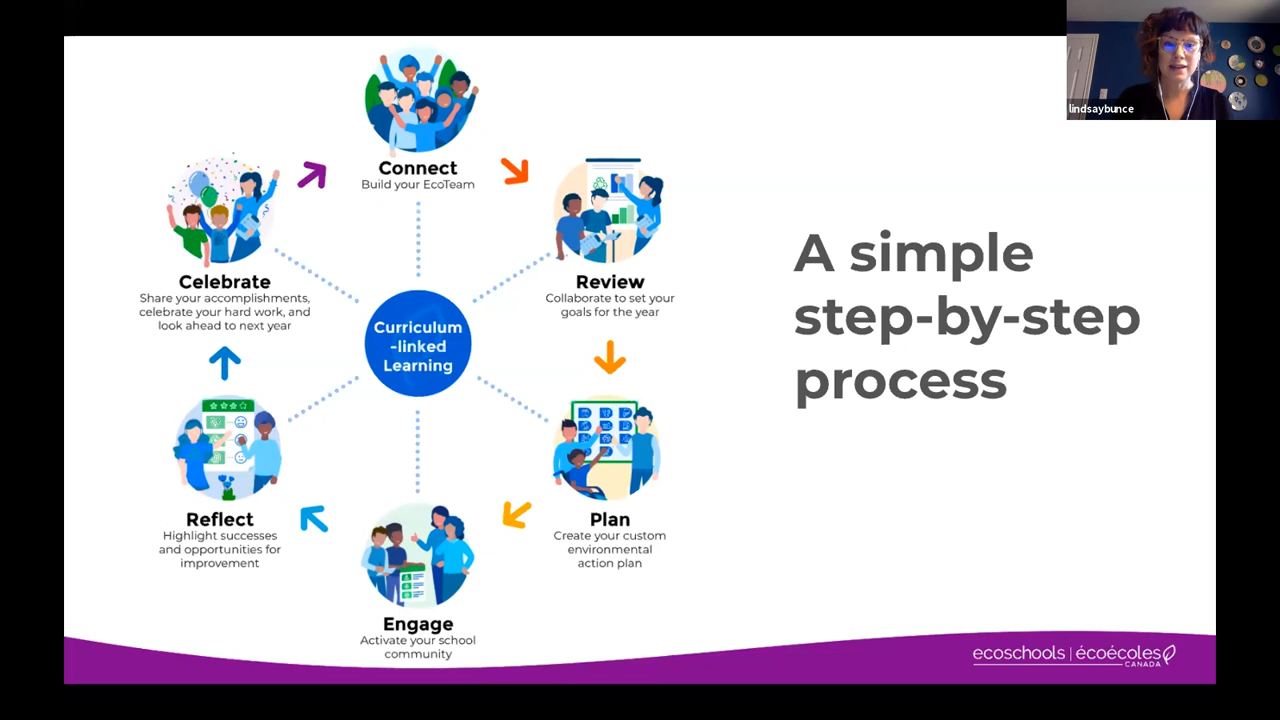 lindsaybunce
Connect
Build your EcoTeam
Review
Collaborate to set your
goals for the year
Plan
Create your custom
environmental
action plan
Engage
Activate your school
community
Reflect
Highlight successes
and opportunities for
improvement
Celebrate
Share your accomplishments,
celebrate your hard work, and
look ahead to next year
Curriculum
-linked
Learning
A simple
step-by-step
process
ecoschools | écoécoles
CANADA